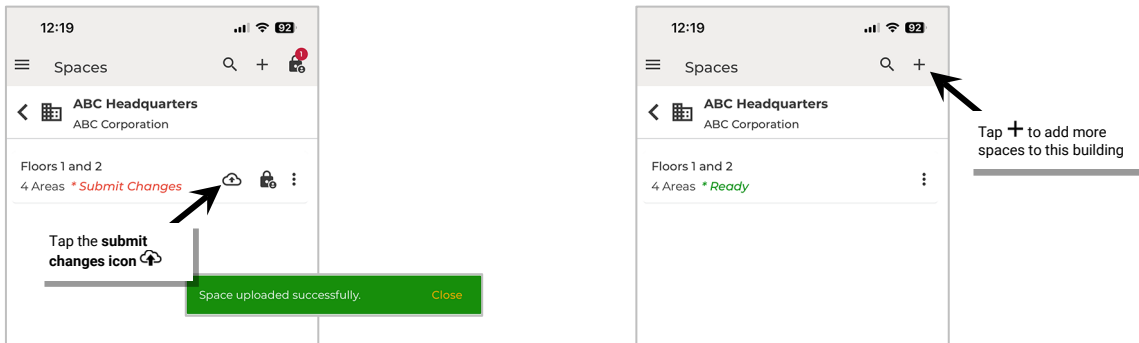 12:19
92
Spaces
1
ABC Headquarters
ABC Corporation
Floors 1 and 2
4 Areas * Submit Changes
Tap the submit
changes icon
Space uploaded successfully. Close
12:19
92
Spaces
ABC Headquarters
ABC Corporation
Floors 1 and 2
4 Areas * Ready
Tap + to add more
spaces to this building